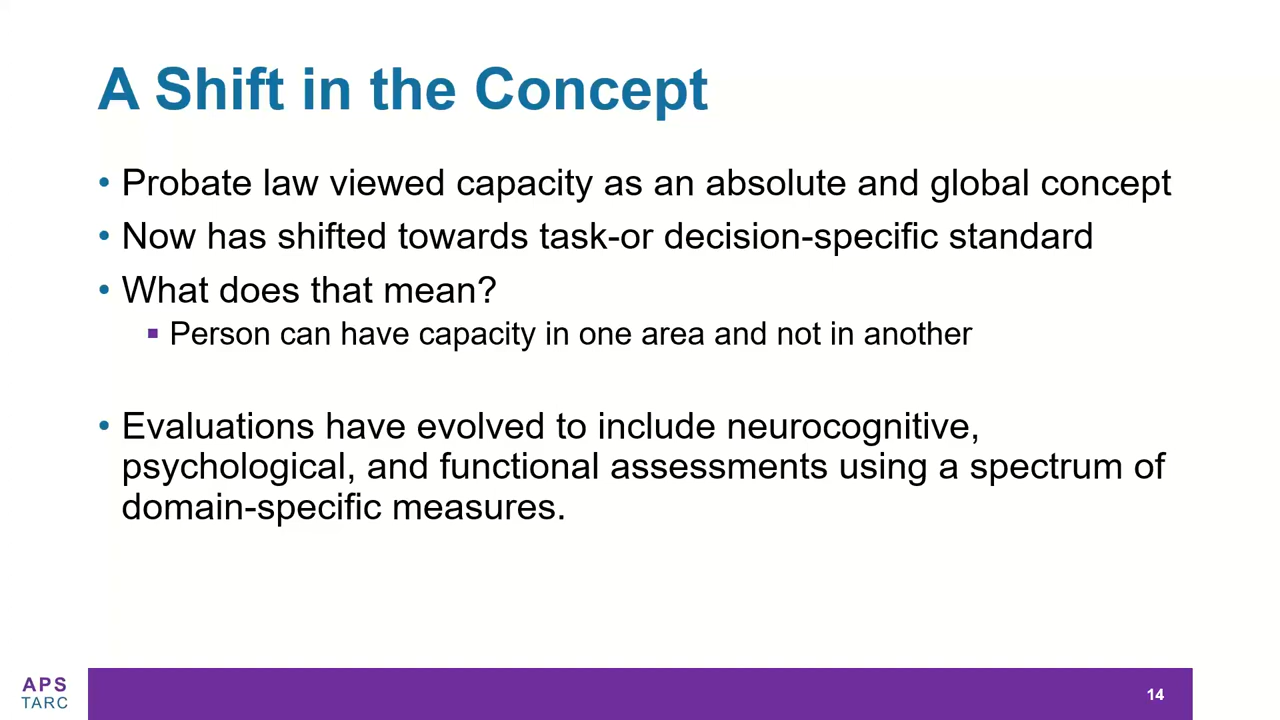 A Shift in the Concept
• Probate law viewed capacity as an absolute and global concept
• Now has shifted towards task-or decision-specific standard
• What does that mean?
▪ Person can have capacity in one area and not in another
• Evaluations have evolved to include neurocognitive,
psychological, and functional assessments using a spectrum of
domain-specific measures.
APS
TARC
14